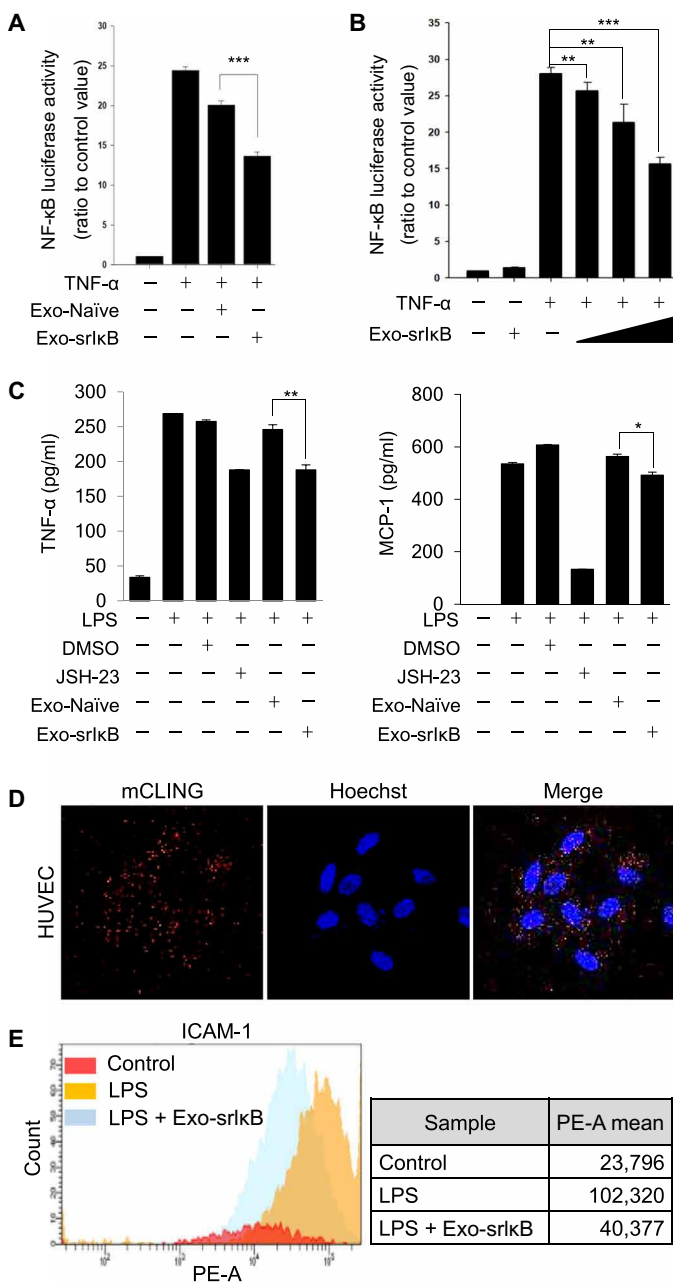 A
NF-κB luciferase activity
(ratio to control value)
30
25
20
15
10
5
0
***
TNF-α − + + +
Exo-Naïve − − + −
Exo-srIκB − − − +
B
NF-κB luciferase activity
(ratio to control value)
35
30
25
20
15
10
5
0
***
**
**
TNF-α − − + + + +
Exo-srIκB − + −
C
TNF-α (pg/ml)
300
250
200
150
100
50
0
**
LPS − + + + + +
DMSO − − + − − −
JSH-23 − − − + − −
Exo-Naïve − − − − + −
Exo-srIκB − − − − − +
MCP-1 (pg/ml)
800
600
400
200
0
*
LPS − + + + + +
DMSO − − + − − −
JSH-23 − − − + − −
Exo-Naïve − − − − + −
Exo-srIκB − − − − − +
D
mCLING Hoechst Merge
HUVEC
E
ICAM-1
Control
LPS
LPS + Exo-srIκB
Count
PE-A
Sample PE-A mean
Control 23,796
LPS 102,320
LPS + Exo-srIκB 40,377